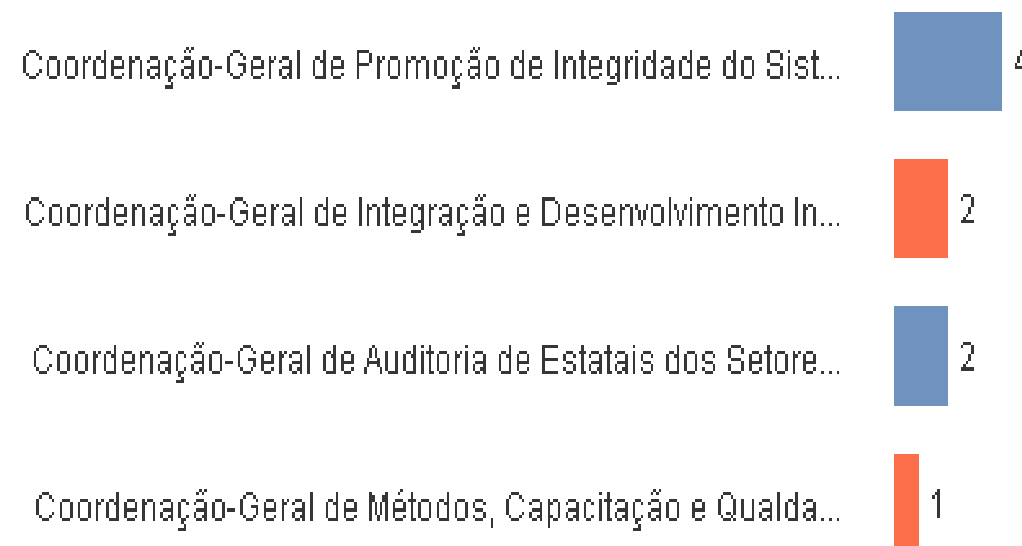 Coordenação-Geral de Promoção de Integridade do Sist... 4
Coordenação-Geral de Integração e Desenvolvimento In... 2
Coordenação-Geral de Auditoria de Estatais dos Setore... 2
Coordenação-Geral de Métodos, Capacitação e Qualda... 1